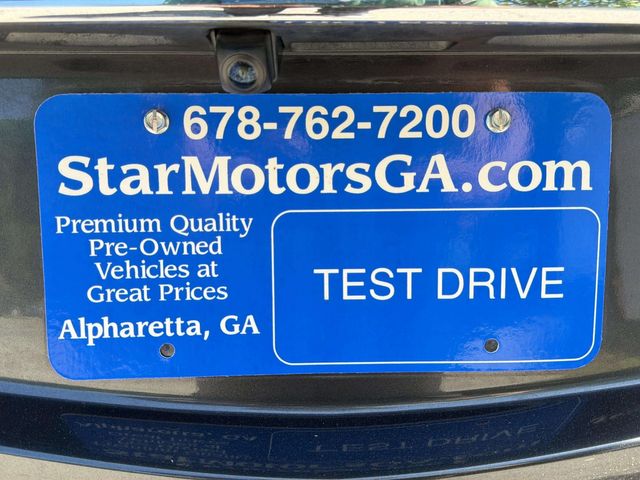 678-762-7200
StarMotorsGA.com
Premium Quality
Pre-Owned
Vehicles at
Great Prices
Alpharetta, GA
TEST DRIVE